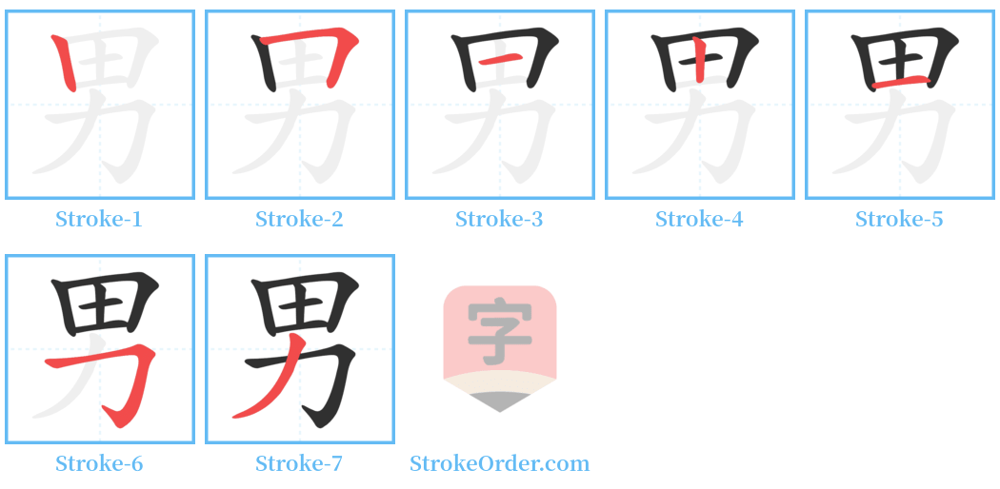 男 男 男 男 男
Stroke-1 Stroke-2 Stroke-3 Stroke-4 Stroke-5
男 男 字
Stroke-6 Stroke-7 StrokeOrder.com